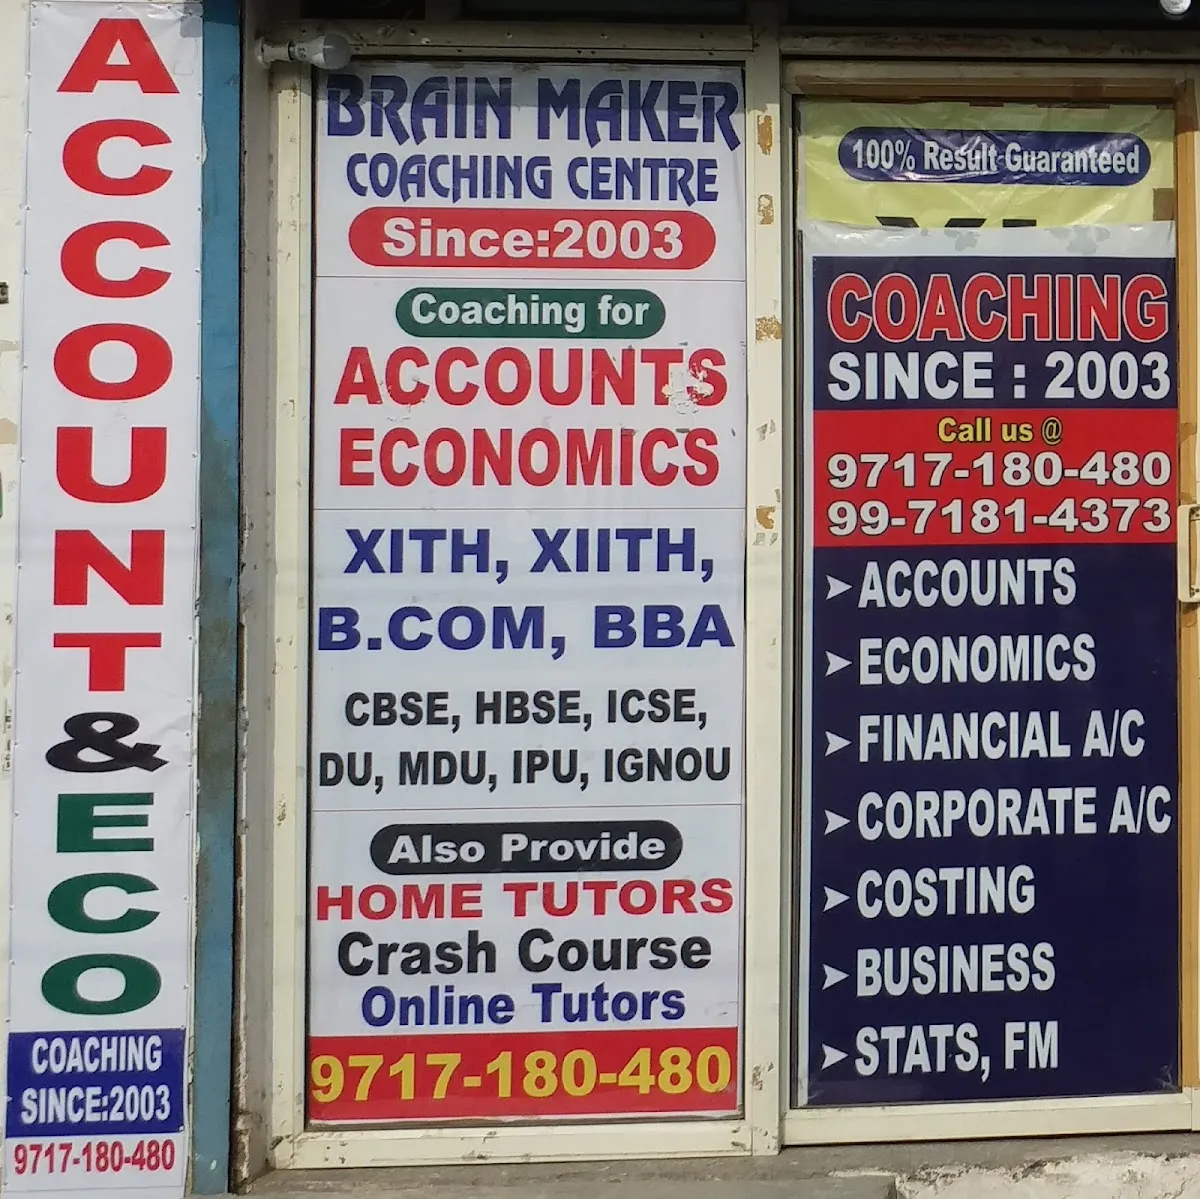 ACCOUNT&ECO
COACHING
SINCE:2003
9717-180-480
BRAIN MAKER
COACHING CENTRE
Since:2003
Coaching for
ACCOUNTS
ECONOMICS
XITH, XIITH,
B.COM, BBA
CBSE, HBSE, ICSE,
DU, MDU, IPU, IGNOU
Also Provide
HOME TUTORS
Crash Course
Online Tutors
9717-180-480
100% Result Guaranteed
COACHING
SINCE : 2003
Call us @
9717-180-480
99-7181-4373
➤ACCOUNTS
➤ECONOMICS
➤FINANCIAL A/C
➤CORPORATE A/C
➤COSTING
➤BUSINESS
➤STATS, FM